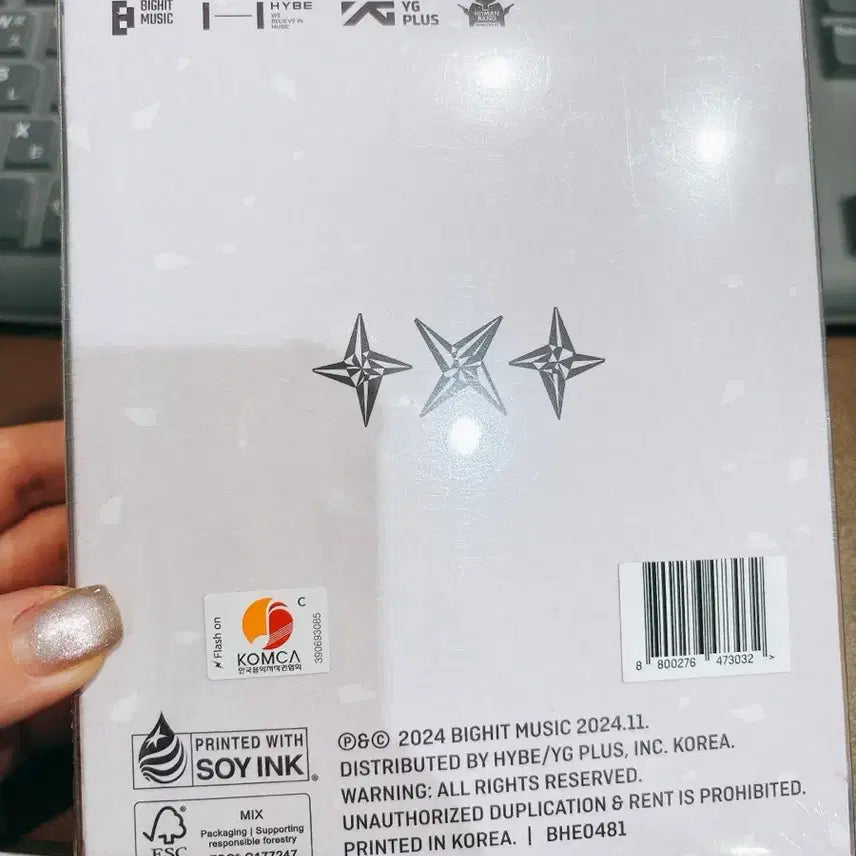 BIGHIT
MUSIC
HYBE
WE
BELIEVE IN
MUSIC
YG
PLUS
HITMAN
BANG
Flash on
C
KOMCA
한국음악저작권협회
390693085
8 800276 473032 >
PRINTED WITH
SOY INK
Ⓟ&© 2024 BIGHIT MUSIC 2024.11.
DISTRIBUTED BY HYBE/YG PLUS, INC. KOREA.
WARNING: ALL RIGHTS RESERVED.
UNAUTHORIZED DUPLICATION & RENT IS PROHIBITED.
PRINTED IN KOREA. | BHE0481
MIX
Packaging | Supporting
responsible forestry
FSC